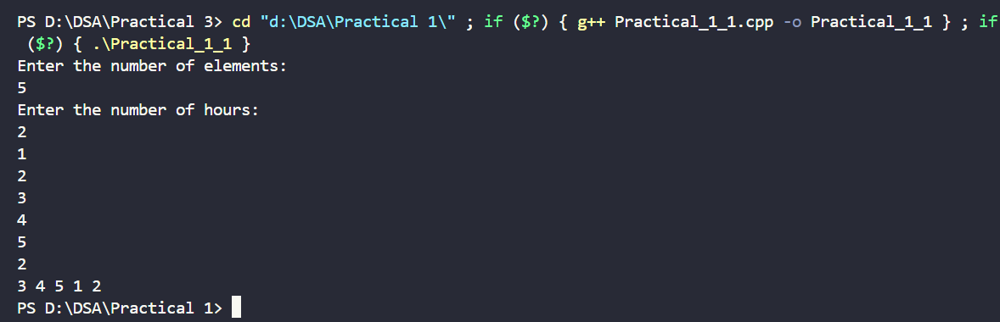 PS D:\DSA\Practical 3> cd "d:\DSA\Practical 1\" ; if ($?) { g++ Practical_1_1.cpp -o Practical_1_1 } ; if
($?) { .\Practical_1_1 }
Enter the number of elements:
5
Enter the number of hours:
2
1
2
3
4
5
2
3 4 5 1 2
PS D:\DSA\Practical 1>